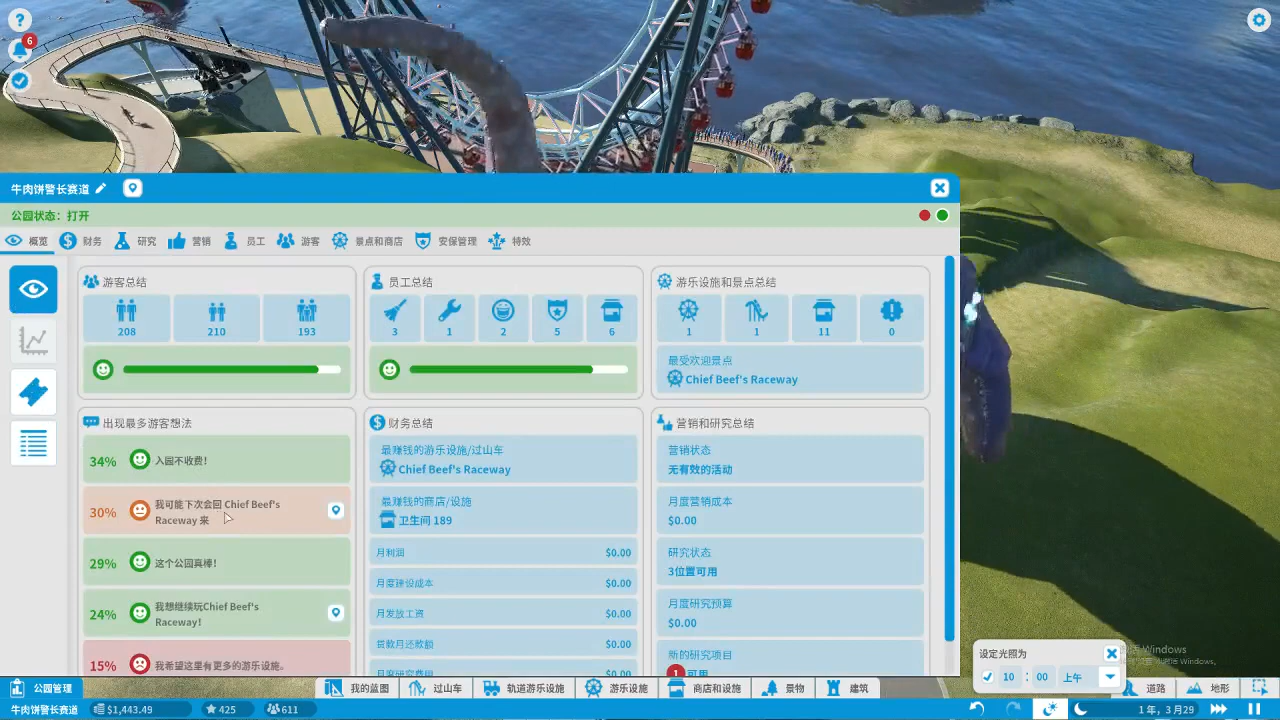 ?
6
牛肉饼警长赛道
公园状态：打开
概览 财务 研究 营销 员工 游客 景点和商店 安保管理 特效
游客总结
208 210 193
员工总结
3 1 2 5 6
游乐设施和景点总结
1 1 11 0
最受欢迎景点
Chief Beef's Raceway
出现最多游客想法
34% 入园不收费！
30% 我可能下次会回 Chief Beef's
Raceway 来
29% 这个公园真棒！
24% 我想继续玩Chief Beef's
Raceway！
15% 我希望这里有更多的游乐设施。
财务总结
最赚钱的游乐设施/过山车
Chief Beef's Raceway
最赚钱的商店/设施
卫生间 189
月利润 $0.00
月度建设成本 $0.00
月发放工资 $0.00
贷款月还款额 $0.00
月度研究费用 $0.00
营销和研究总结
营销状态
无有效的活动
月度营销成本
$0.00
研究状态
3位置可用
月度研究预算
$0.00
新的研究项目
1 可用
设定光照为
10 : 00 上午
Windows
公园管理
我的蓝图 过山车 轨道游乐设施 游乐设施 商店和设施 景物 建筑 道路 地形
牛肉饼警长赛道 $1,443.49 425 611
1 年，3 月29